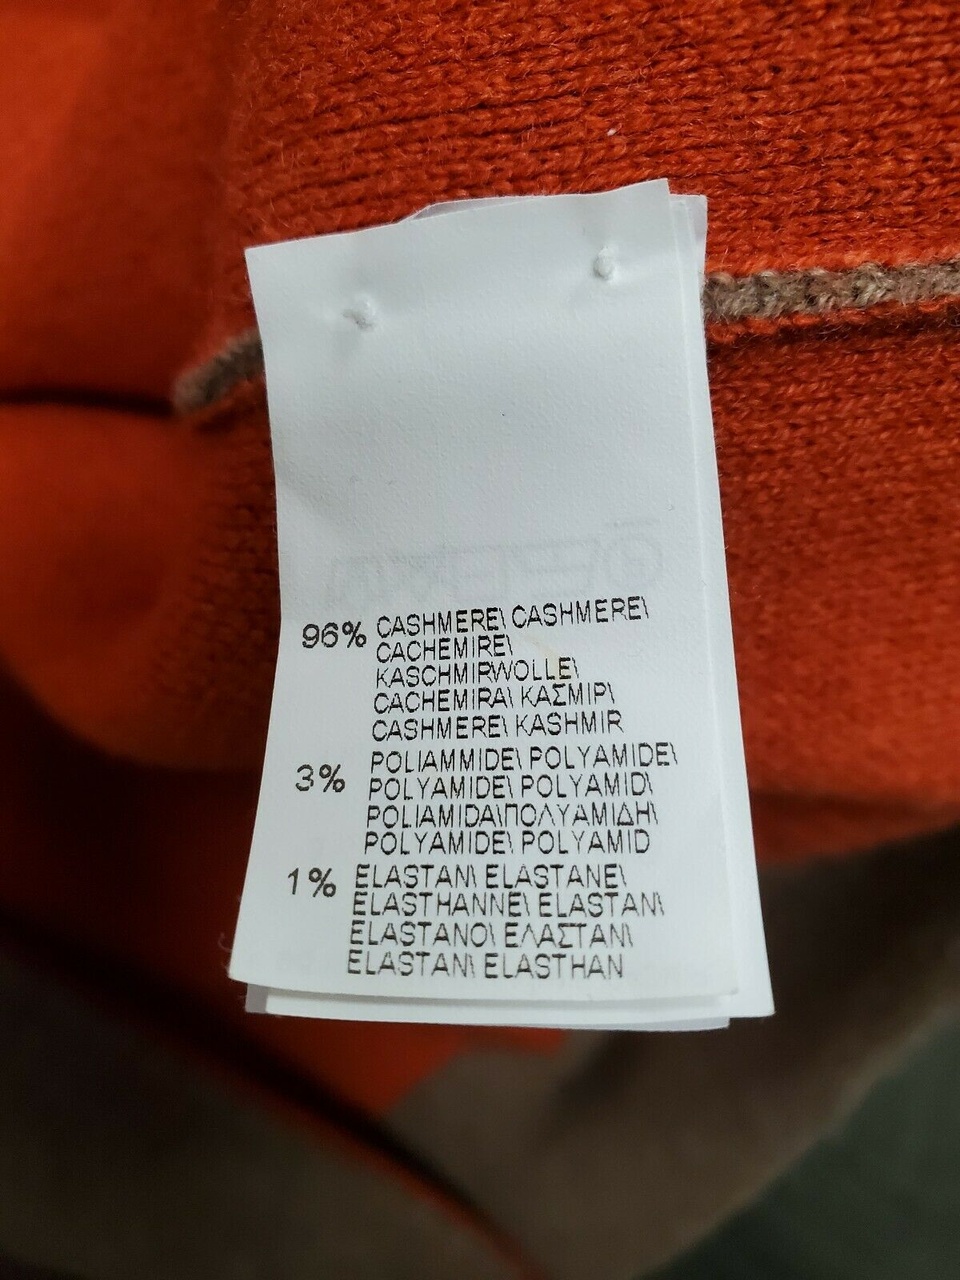 96% CASHMERE\ CASHMERE\
CACHEMIRE\
KASCHMIRWOLLE\
CACHEMIRA\ ΚΑΣΜΙΡ\
CASHMERE\ KASHMIR
3% POLIAMMIDE\ POLYAMIDE\
POLYAMIDE\ POLYAMID\
POLIAMIDA\ΠΟΛΥΑΜΙΔΗ\
POLYAMIDE\ POLYAMID
1% ELASTAN\ ELASTANE\
ELASTHANNE\ ELASTAN\
ELASTANO\ ΕΛΑΣΤΑΝ\
ELASTAN\ ELASTHAN